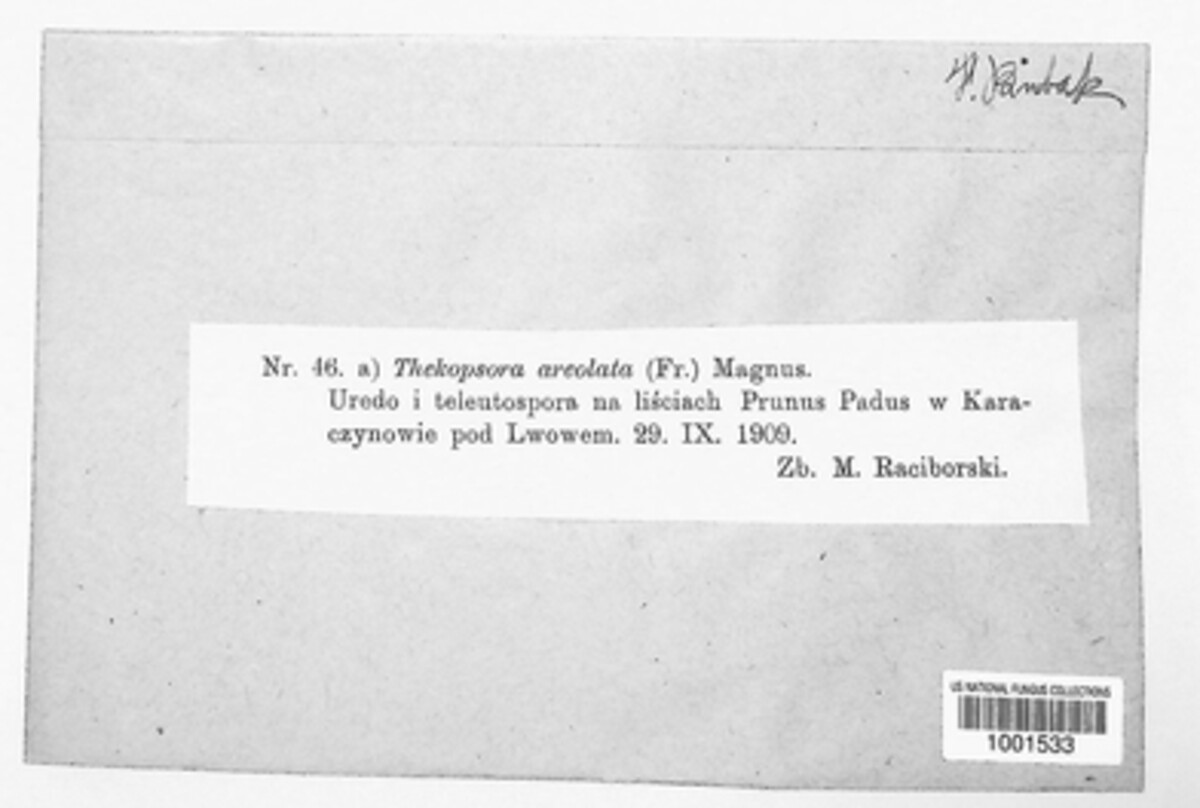 Nr. 46. a) Thekopsora areolata (Fr.) Magnus.
Uredo i teleutospora na liściach Prunus Padus w Kara-
czynowie pod Lwowem. 29. IX. 1909.
Zb. M. Raciborski.
US NATIONAL FUNGUS COLLECTIONS
1001533